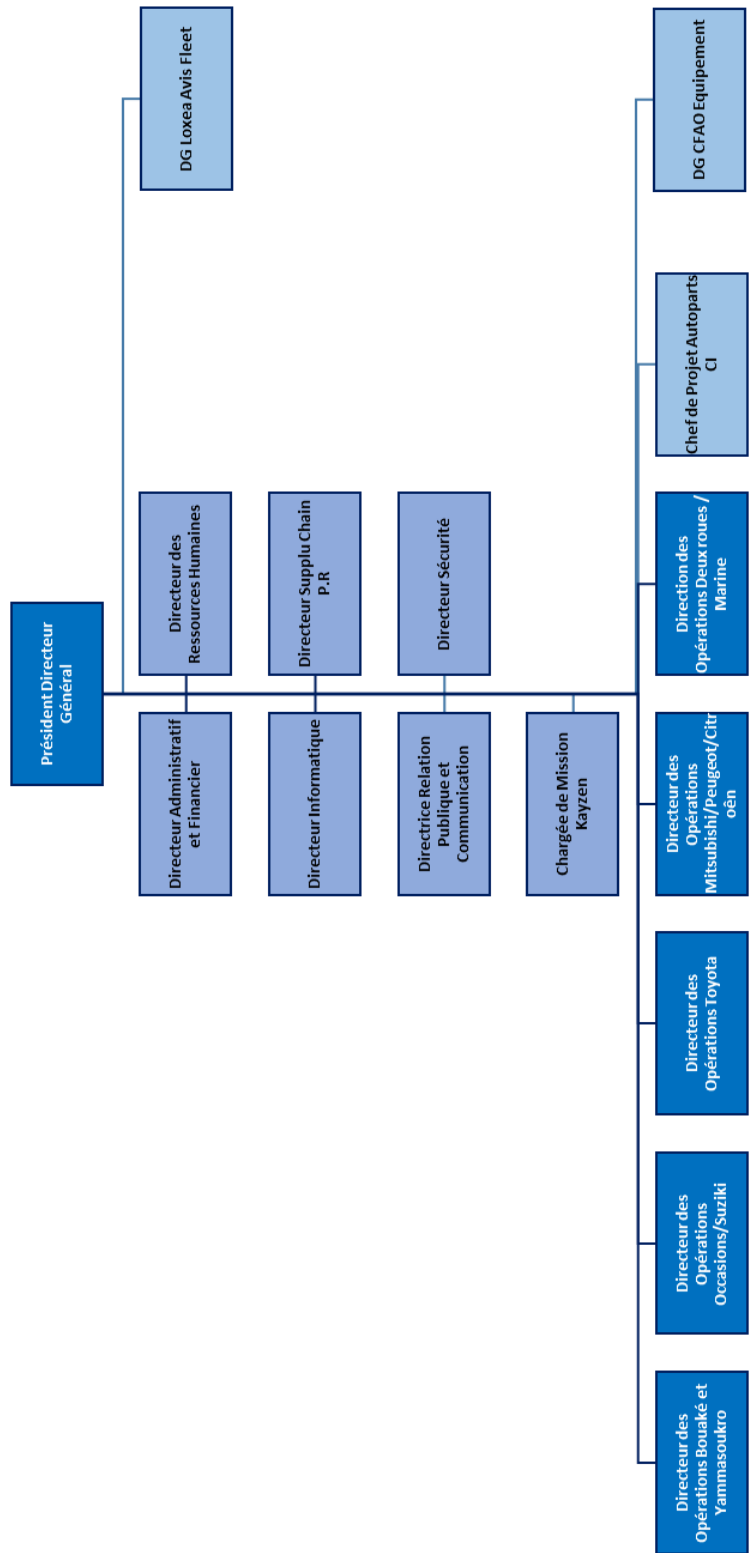 Président Directeur
Général
DG Loxea Avis Fleet
Directeur Administratif
et Financier
Directeur des
Ressources Humaines
Directeur Informatique
Directeur Supplu Chain
P.R
Directrice Relation
Publique et
Communication
Directeur Sécurité
Chargée de Mission
Kayzen
Directeur des
Opérations Bouaké et
Yammasoukro
Directeur des
Opérations
Occasions/Suziki
Directeur des
Opérations Toyota
Directeur des
Opérations
Mitsubishi/Peugeot/Citr
oên
Direction des
Opérations Deux roues /
Marine
Chef de Projet Autoparts
CI
DG CFAO Equipement